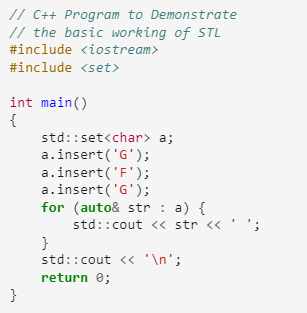 // C++ Program to Demonstrate
// the basic working of STL
#include <iostream>
#include <set>
int main()
{
    std::set<char> a;
    a.insert('G');
    a.insert('F');
    a.insert('G');
    for (auto& str : a) {
        std::cout << str << ' ';
    }
    std::cout << '\n';
    return 0;
}